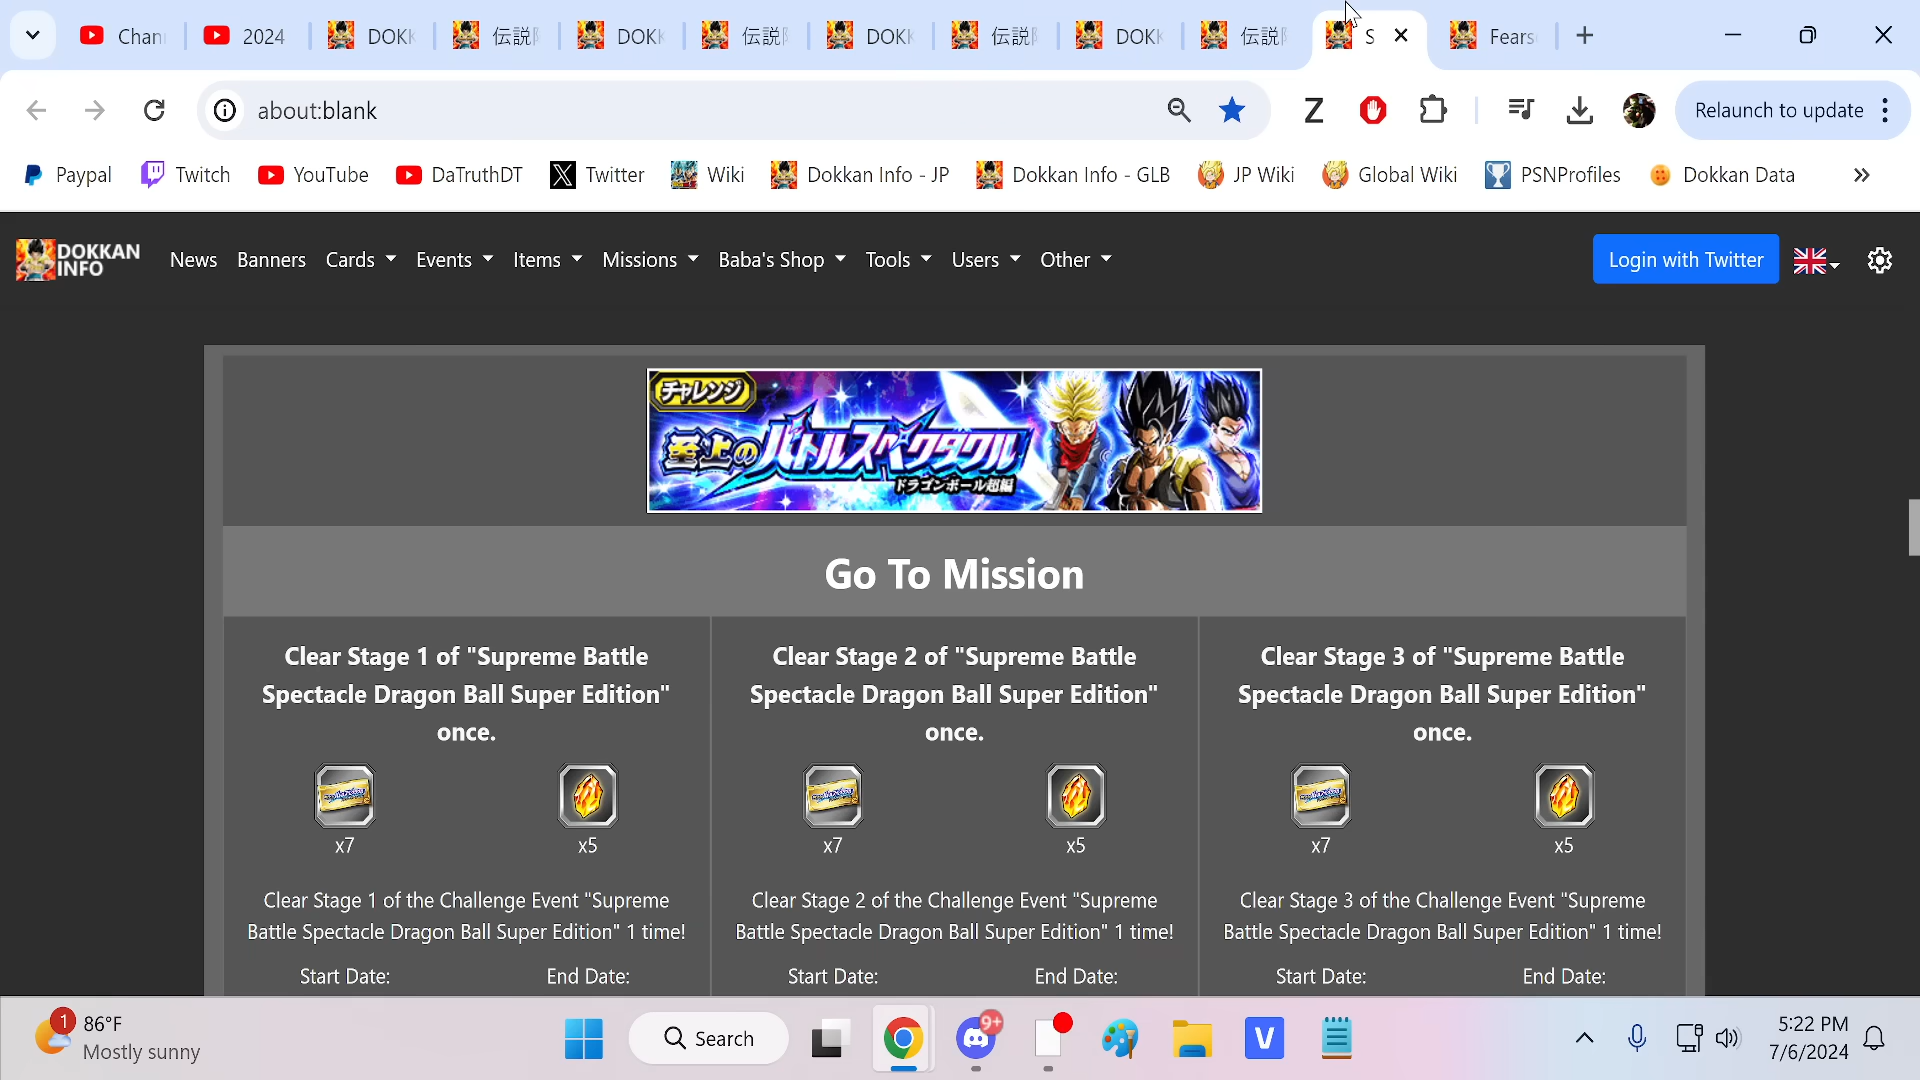 Chan
2024
DOKK
伝説
DOKK
伝説
DOKK
伝説
DOKK
伝説
S
Fears
about:blank
Z
Relaunch to update
Paypal
Twitch
YouTube
DaTruthDT
Twitter
Wiki
Dokkan Info - JP
Dokkan Info - GLB
JP Wiki
Global Wiki
PSNProfiles
Dokkan Data
»
DOKKAN
INFO
News
Banners
Cards
Events
Items
Missions
Baba's Shop
Tools
Users
Other
Login with Twitter
チャレンジ
至上のバトルスペクタクル
ドラゴンボール超編
Go To Mission
Clear Stage 1 of "Supreme Battle
Spectacle Dragon Ball Super Edition"
once.
x7
x5
Clear Stage 1 of the Challenge Event "Supreme
Battle Spectacle Dragon Ball Super Edition" 1 time!
Start Date:
End Date:
Clear Stage 2 of "Supreme Battle
Spectacle Dragon Ball Super Edition"
once.
x7
x5
Clear Stage 2 of the Challenge Event "Supreme
Battle Spectacle Dragon Ball Super Edition" 1 time!
Start Date:
End Date:
Clear Stage 3 of "Supreme Battle
Spectacle Dragon Ball Super Edition"
once.
x7
x5
Clear Stage 3 of the Challenge Event "Supreme
Battle Spectacle Dragon Ball Super Edition" 1 time!
Start Date:
End Date:
1
86°F
Mostly sunny
Search
9+
V
5:22 PM
7/6/2024